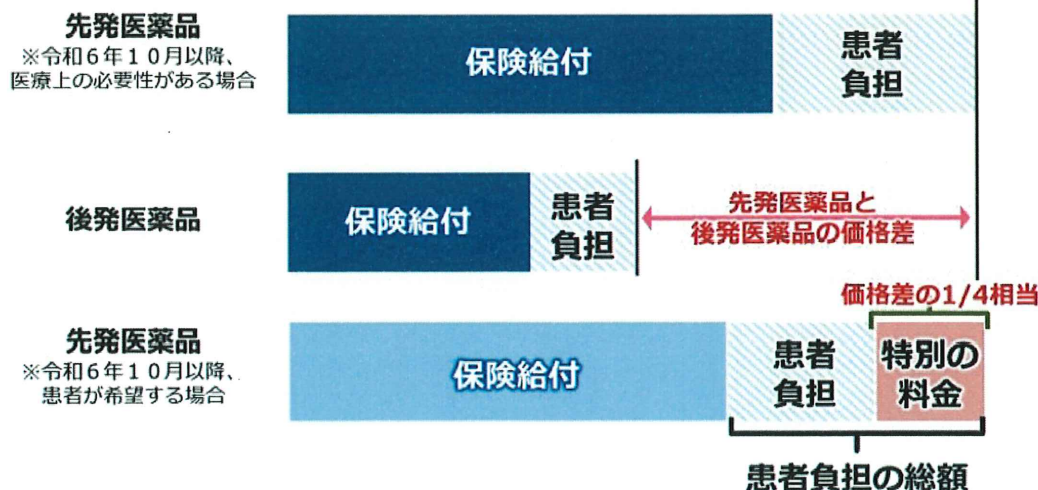 先発医薬品
※令和6年10月以降、
医療上の必要性がある場合
保険給付
患者
負担
後発医薬品
保険給付
患者
負担
先発医薬品と
後発医薬品の価格差
価格差の1/4相当
先発医薬品
※令和6年10月以降、
患者が希望する場合
保険給付
患者
負担
特別の
料金
患者負担の総額